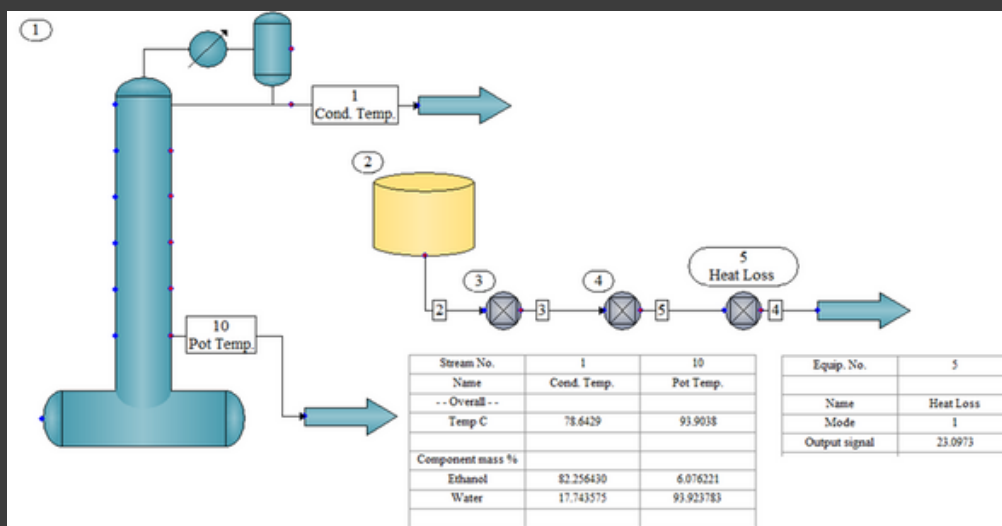 1
1
Cond. Temp.
2
3
4
5
Heat Loss
2
3
5
4
10
Pot Temp.
Stream No. 1 10
Name Cond. Temp. Pot Temp.
- - Overall - -
Temp C 78.6429 93.9038
Component mass %
Ethanol 82.256430 6.076221
Water 17.743575 93.923783
Equip. No. 5
Name Heat Loss
Mode 1
Output signal 23.0973